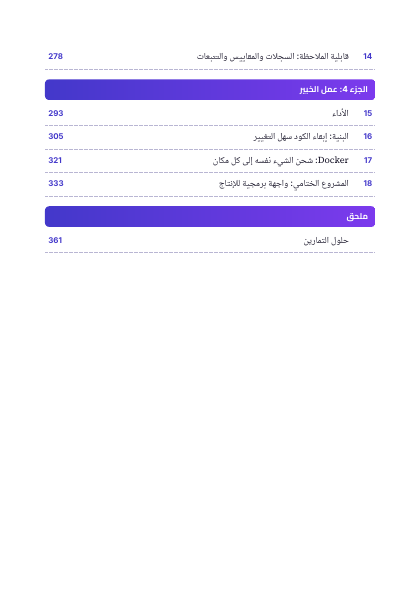 14 قابلية الملاحظة: السجلات والمقاييس والتتبعات 278
الجزء 4: عمل الخبير
15 الأداء 293
16 البنية: إبقاء الكود سهل التغيير 305
17 Docker: شحن الشيء نفسه إلى كل مكان 321
18 المشروع الختامي: واجهة برمجية للإنتاج 333
ملحق
حلول التمارين 361